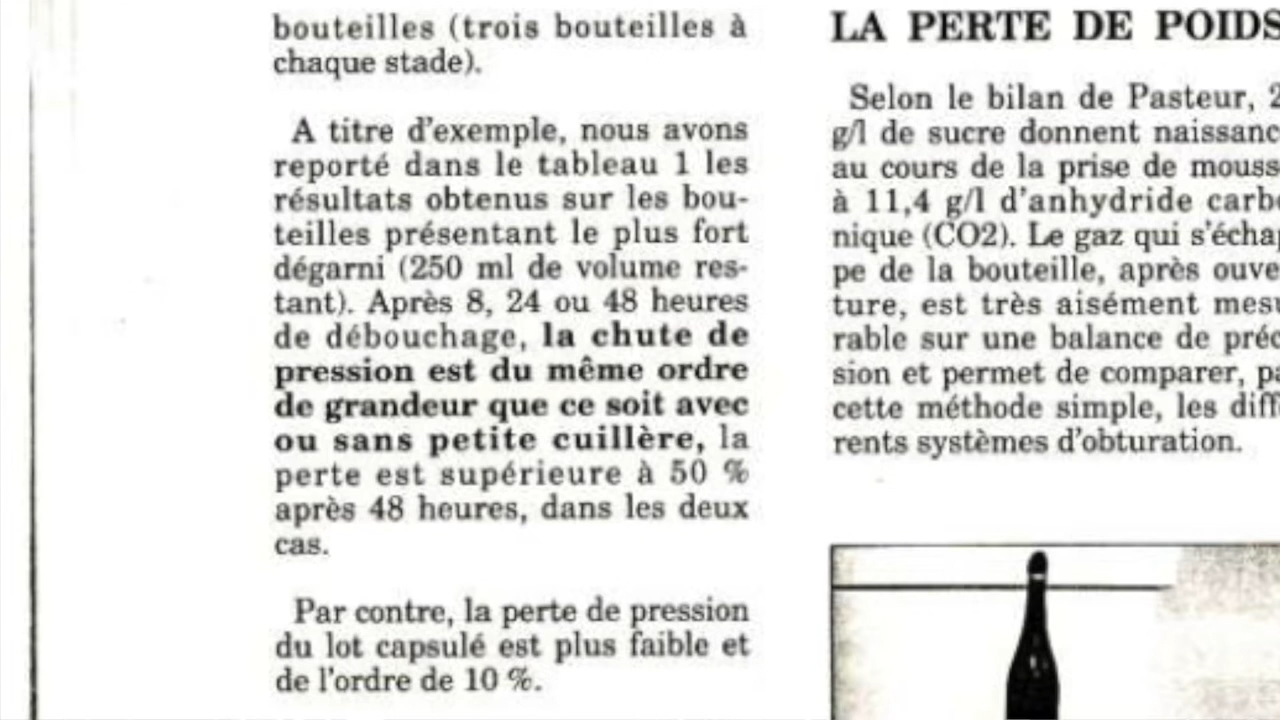 bouteilles (trois bouteilles à
chaque stade).
A titre d'exemple, nous avons
reporté dans le tableau 1 les
résultats obtenus sur les bou-
teilles présentant le plus fort
dégarni (250 ml de volume res-
tant). Après 8, 24 ou 48 heures
de débouchage, la chute de
pression est du même ordre
de grandeur que ce soit avec
ou sans petite cuillère, la
perte est supérieure à 50 %
après 48 heures, dans les deux
cas.
Par contre, la perte de pression
du lot capsulé est plus faible et
de l'ordre de 10 %.
LA PERTE DE POIDS
Selon le bilan de Pasteur, 2
g/l de sucre donnent naissanc
au cours de la prise de mouss
à 11,4 g/l d'anhydride carbo
nique (CO2). Le gaz qui s'échap
pe de la bouteille, après ouver
ture, est très aisément mesu
rable sur une balance de préc
sion et permet de comparer, pa
cette méthode simple, les diffé
rents systèmes d'obturation.